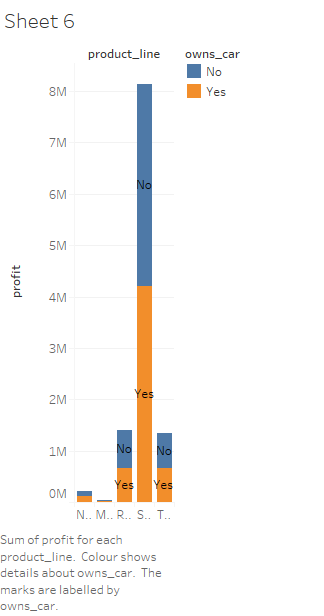 Sheet 6
product_line
owns_car
No
Yes
8M
7M
6M
5M
4M
3M
2M
1M
0M
profit
No
Yes
No
Yes
No
Yes
N.. M.. R.. S.. T..
Sum of profit for each
product_line.  Colour shows
details about owns_car.  The
marks are labelled by
owns_car.